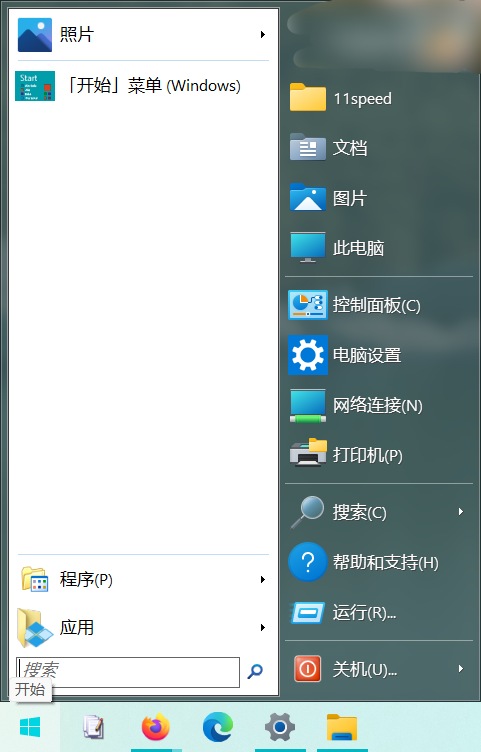 照片
Start
「开始」菜单 (Windows)
程序(P)
应用
搜索
开始
11speed
文档
图片
此电脑
控制面板(C)
电脑设置
网络连接(N)
打印机(P)
搜索(C)
帮助和支持(H)
运行(R)...
关机(U)...